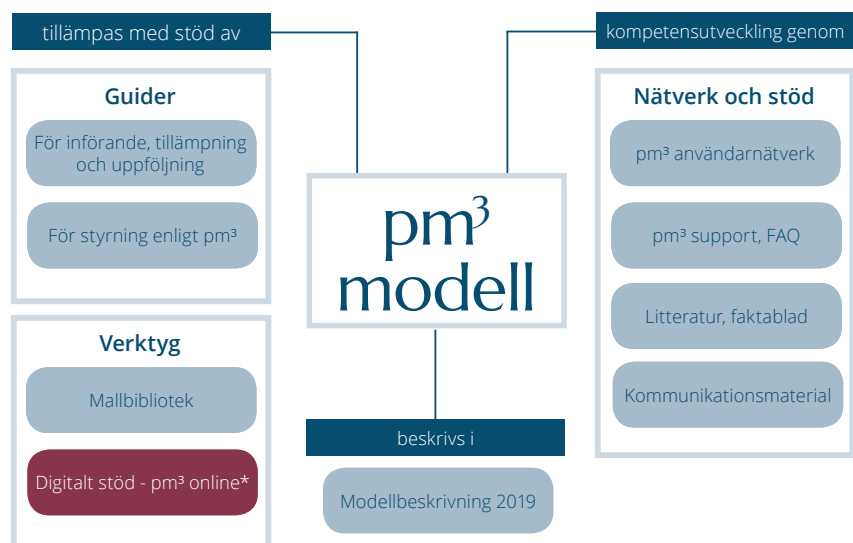 tillämpas med stöd av
Guider
För införande, tillämpning
och uppföljning
För styrning enligt pm³
Verktyg
Mallbibliotek
Digitalt stöd - pm³ online*
pm³
modell
beskrivs i
Modellbeskrivning 2019
kompetensutveckling genom
Nätverk och stöd
pm³ användarnätverk
pm³ support, FAQ
Litteratur, faktablad
Kommunikationsmaterial